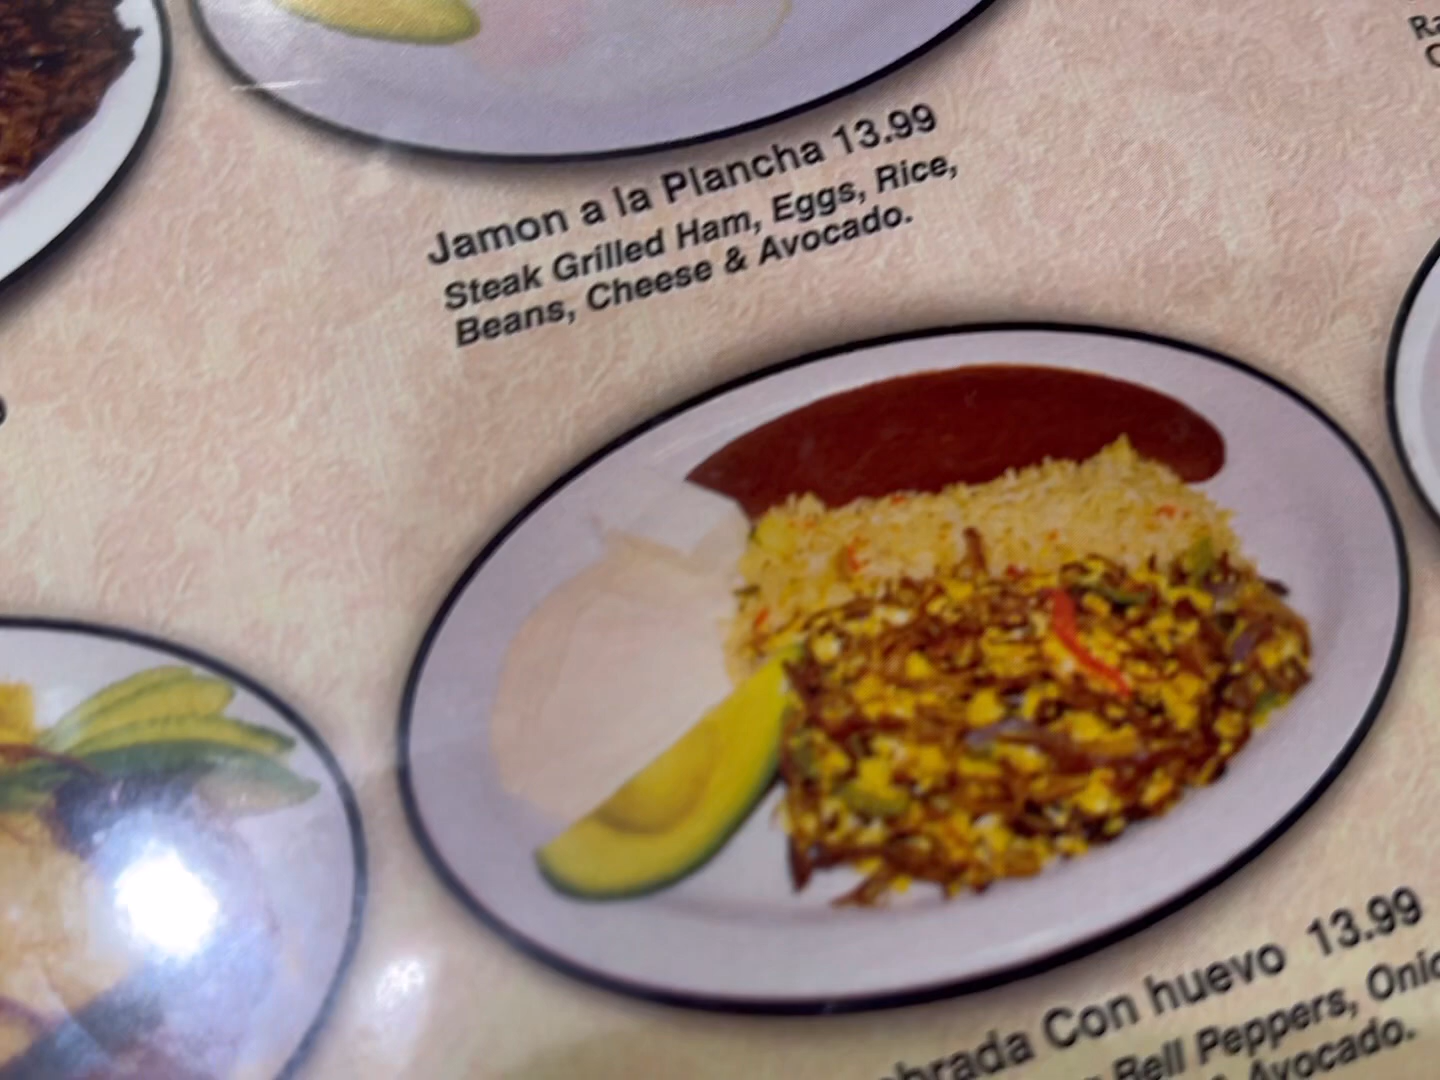 Jamon a la Plancha 13.99
Steak Grilled Ham, Eggs, Rice,
Beans, Cheese & Avocado.
Con huevo 13.99
Bell Peppers,
Avocado.